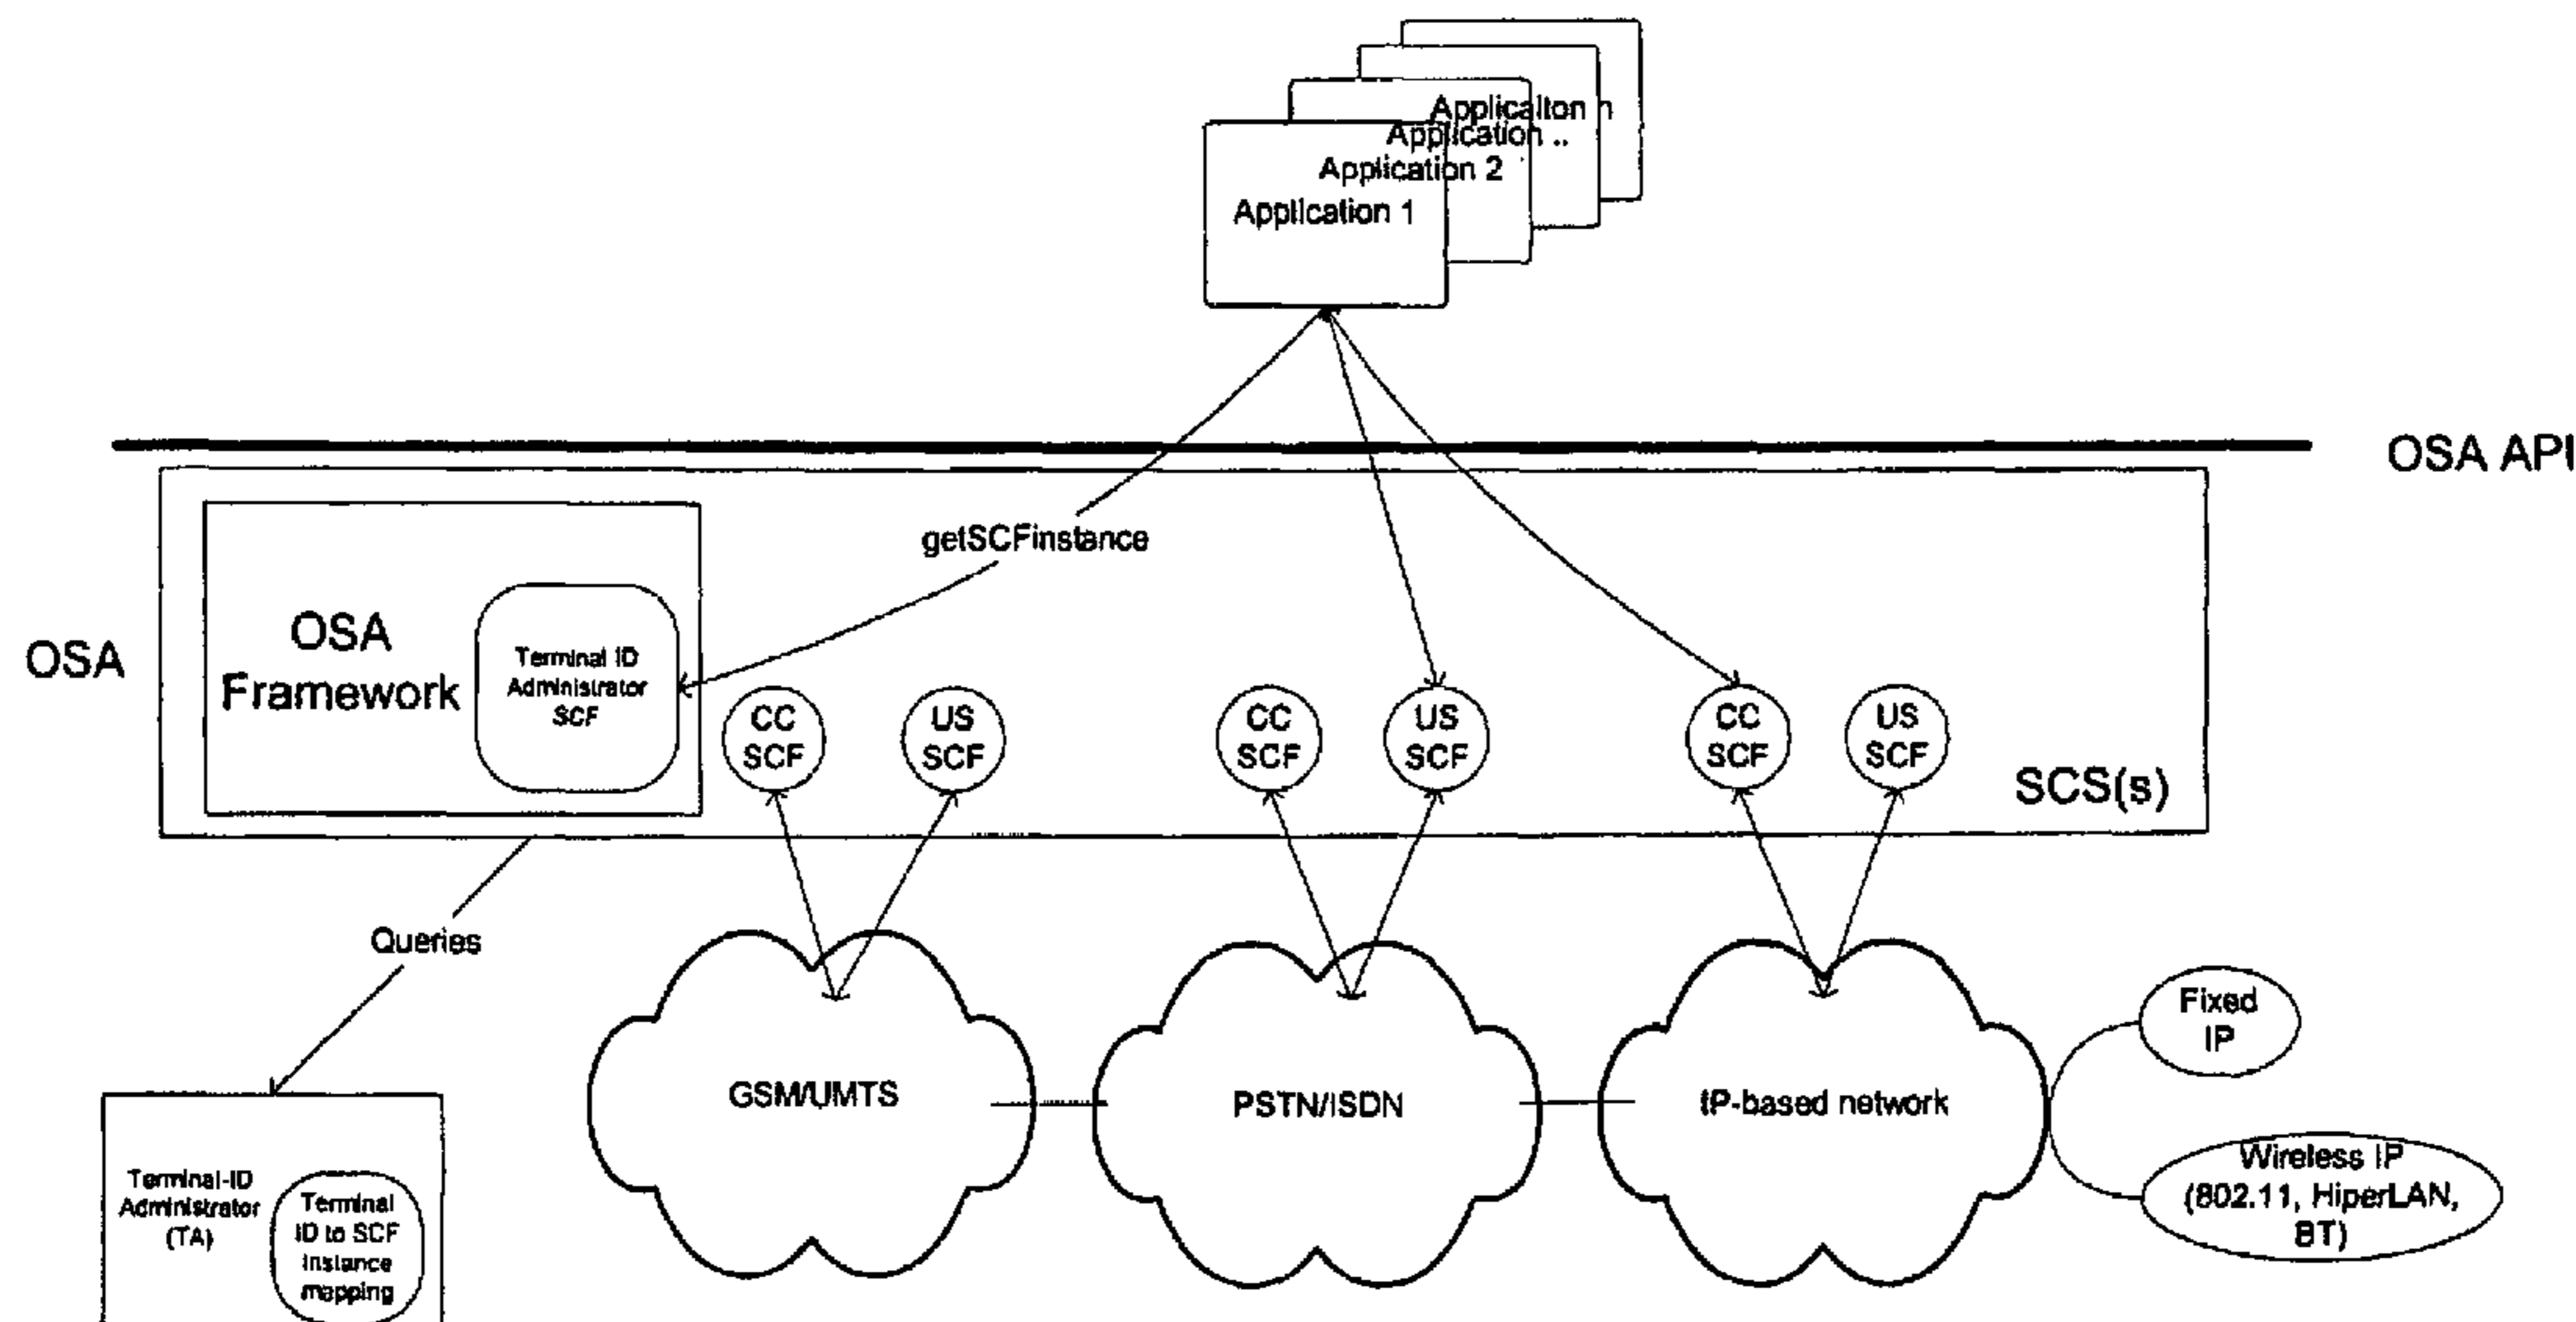 Applicaiton n
Application ..
Application 2
Application 1
OSA API
getSCFinstance
OSA
OSA
Framework
Terminal ID
Administrator
SCF
CC
SCF
US
SCF
CC
SCF
US
SCF
CC
SCF
US
SCF
SCS(s)
Queries
GSM/UMTS
PSTN/ISDN
IP-based network
Fixed
IP
Wireless IP
(802.11, HiperLAN,
BT)
Terminal-ID
Administrator
(TA)
Terminal
ID to SCF
Instance
mapping